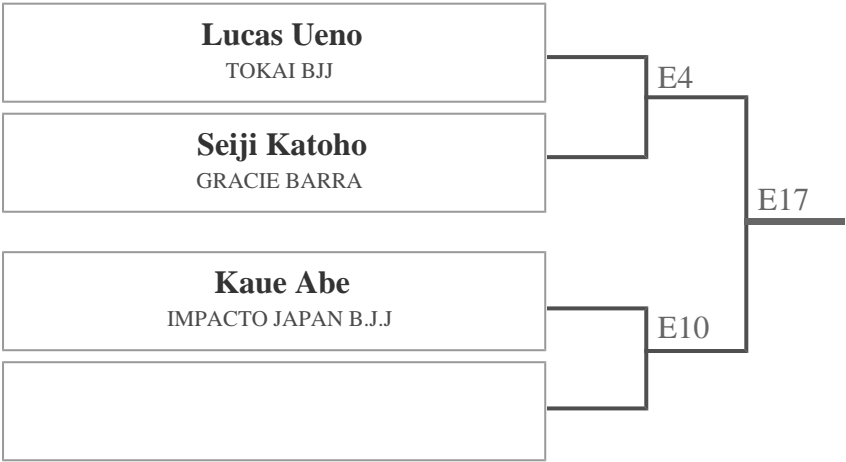 Lucas Ueno
TOKAI BJJ
E4
Seiji Katoho
GRACIE BARRA
E17
Kaue Abe
IMPACTO JAPAN B.J.J
E10